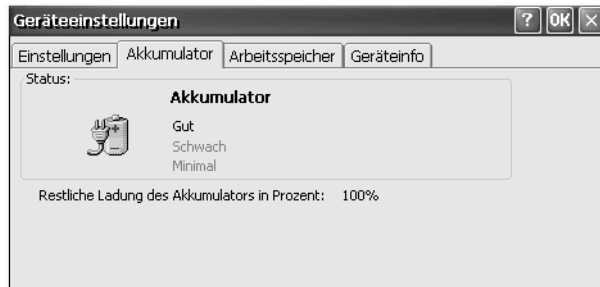 Geräteeinstellungen ? OK ×
Einstellungen Akkumulator Arbeitsspeicher Geräteinfo
Status:
Akkumulator
Gut
Schwach
Minimal
Restliche Ladung des Akkumulators in Prozent: 100%